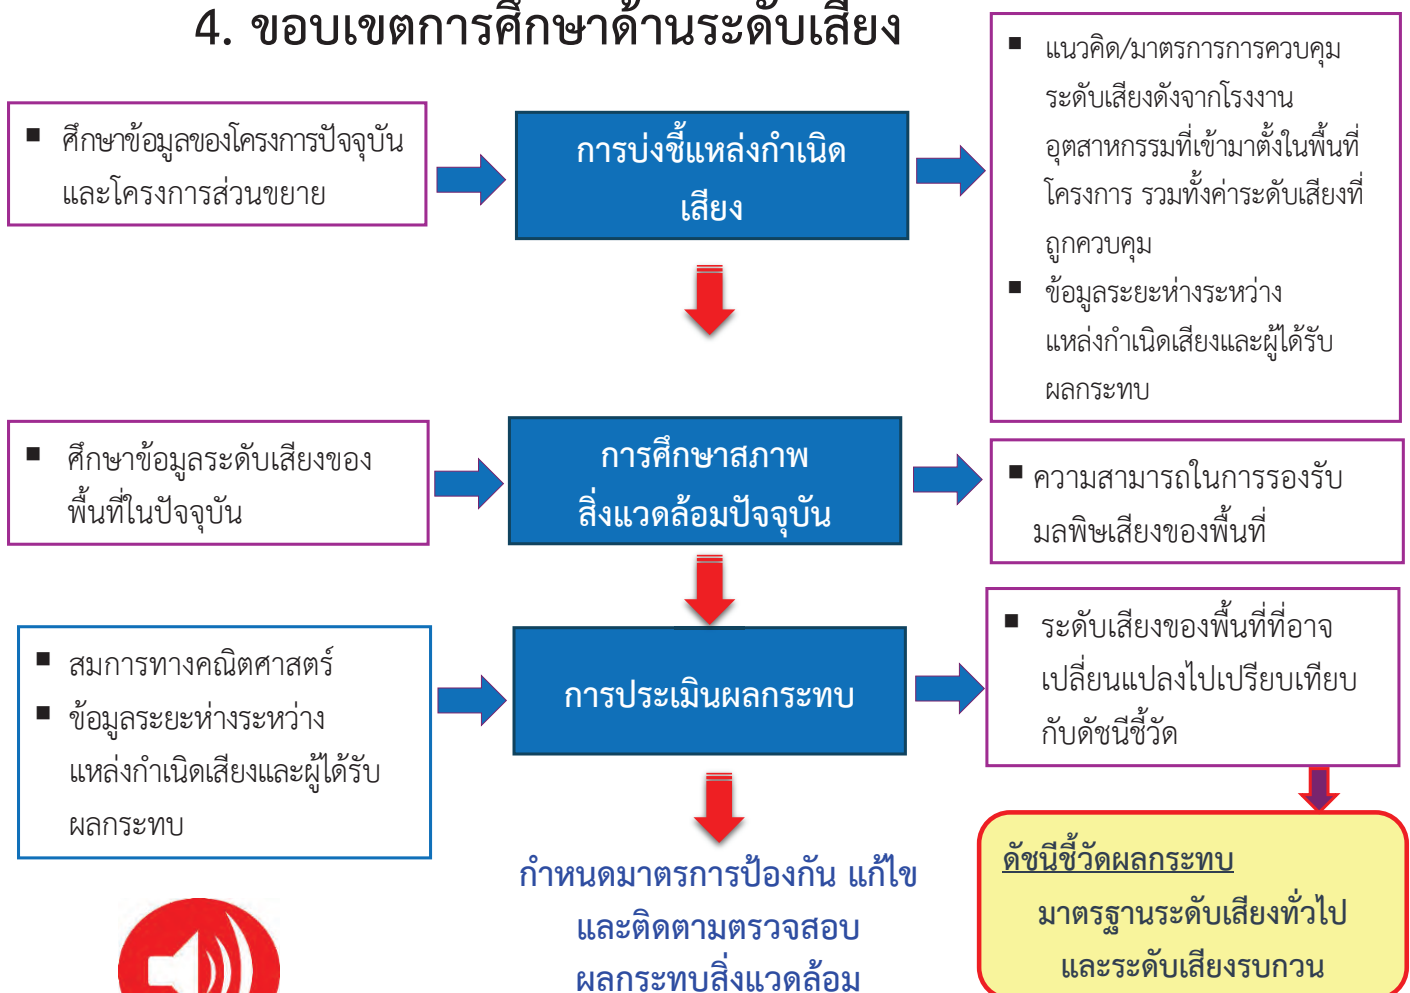 4. ขอบเขตการศึกษาด้านระดับเสียง
▪ ศึกษาข้อมูลของโครงการปัจจุบัน
และโครงการส่วนขยาย
การบ่งชี้แหล่งกำเนิด
เสียง
▪ แนวคิด/มาตรการการควบคุม
ระดับเสียงดังจากโรงงาน
อุตสาหกรรมที่เข้ามาตั้งในพื้นที่
โครงการ รวมทั้งค่าระดับเสียงที่
ถูกควบคุม
▪ ข้อมูลระยะห่างระหว่าง
แหล่งกำเนิดเสียงและผู้ได้รับ
ผลกระทบ
▪ ศึกษาข้อมูลระดับเสียงของ
พื้นที่ในปัจจุบัน
การศึกษาสภาพ
สิ่งแวดล้อมปัจจุบัน
▪ ความสามารถในการรองรับ
มลพิษเสียงของพื้นที่
▪ สมการทางคณิตศาสตร์
▪ ข้อมูลระยะห่างระหว่าง
แหล่งกำเนิดเสียงและผู้ได้รับ
ผลกระทบ
การประเมินผลกระทบ
▪ ระดับเสียงของพื้นที่ที่อาจ
เปลี่ยนแปลงไปเปรียบเทียบ
กับดัชนีชี้วัด
กำหนดมาตรการป้องกัน แก้ไข
และติดตามตรวจสอบ
ผลกระทบสิ่งแวดล้อม
ดัชนีชี้วัดผลกระทบ
มาตรฐานระดับเสียงทั่วไป
และระดับเสียงรบกวน